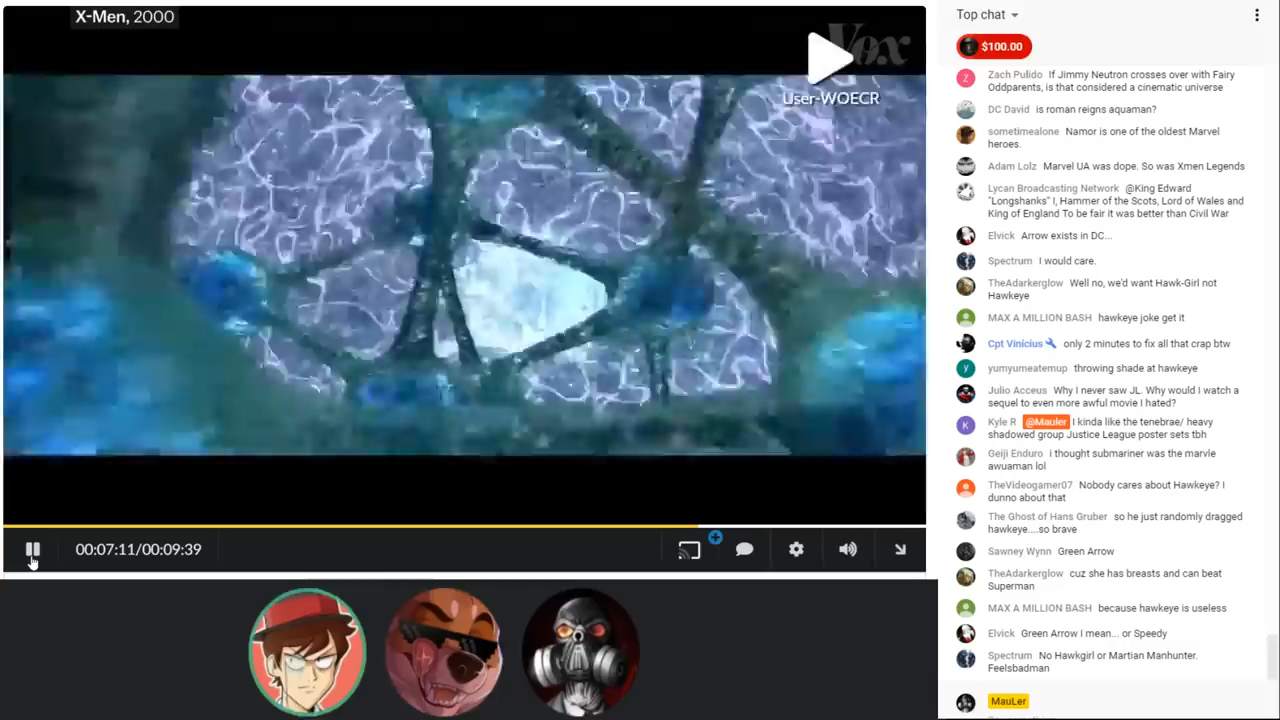 X-Men, 2000
Vox
User-WOECR
00:07:11/00:09:39
Top chat
$100.00
Z
Zach Pulido If Jimmy Neutron crosses over with Fairy
Oddparents, is that considered a cinematic universe
DC David is roman reigns aquaman?
sometimealone Namor is one of the oldest Marvel
heroes.
Adam Lolz Marvel UA was dope. So was Xmen Legends
Lycan Broadcasting Network @King Edward
"Longshanks" I, Hammer of the Scots, Lord of Wales and
King of England To be fair it was better than Civil War
Elvick Arrow exists in DC...
Spectrum I would care.
TheAdarkerglow Well no, we'd want Hawk-Girl not
Hawkeye
MAX A MILLION BASH hawkeye joke get it
Cpt Vinícius only 2 minutes to fix all that crap btw
y
yumyumeatemup throwing shade at hawkeye
Julio Acceus Why I never saw JL. Why would I watch a
sequel to even more awful movie I hated?
K
Kyle R @Mauler I kinda like the tenebrae/ heavy
shadowed group Justice League poster sets tbh
Geiji Enduro i thought submariner was the marvle
awuaman lol
TheVideogamer07 Nobody cares about Hawkeye? I
dunno about that
The Ghost of Hans Gruber so he just randomly dragged
hawkeye....so brave
Sawney Wynn Green Arrow
TheAdarkerglow cuz she has breasts and can beat
Superman
MAX A MILLION BASH because hawkeye is useless
Elvick Green Arrow I mean... or Speedy
Spectrum No Hawkgirl or Martian Manhunter.
Feelsbadman
MauLer